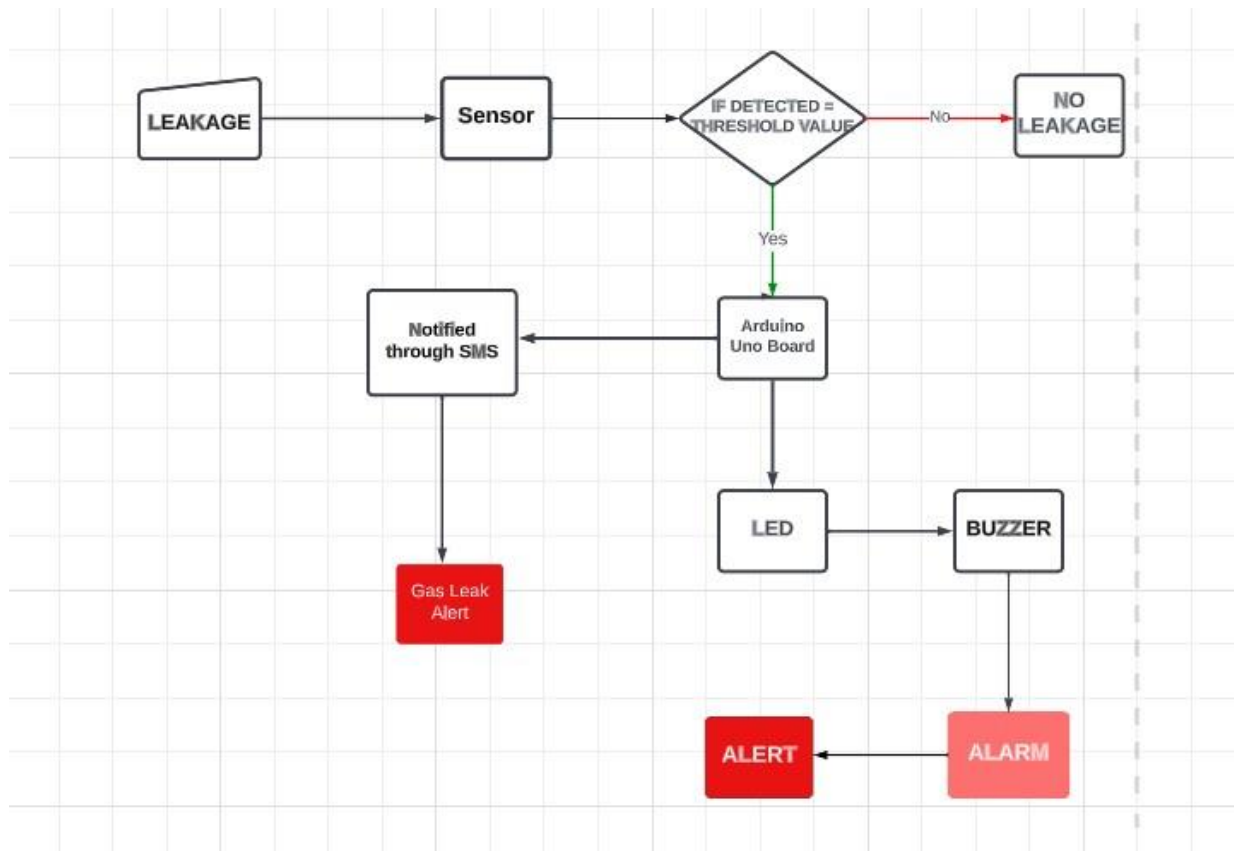 LEAKAGE
Sensor
IF DETECTED =
THRESHOLD VALUE
No
NO
LEAKAGE
Yes
Notified
through SMS
Arduino
Uno Board
LED
BUZZER
Gas Leak
Alert
ALERT
ALARM